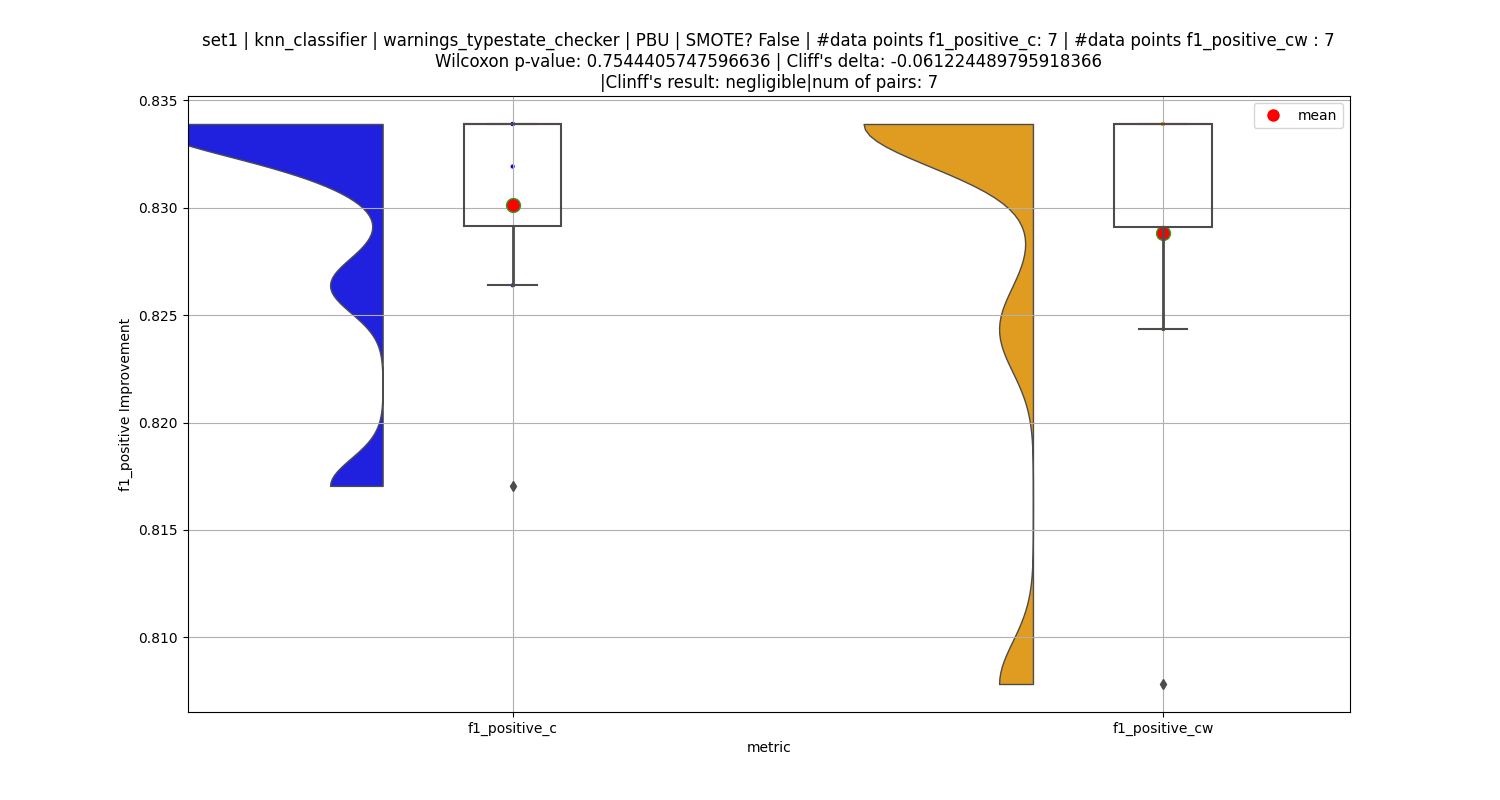 set1 | knn_classifier | warnings_typestate_checker | PBU | SMOTE? False | #data points f1_positive_c: 7 | #data points f1_positive_cw : 7
Wilcoxon p-value: 0.7544405747596636 | Cliff's delta: -0.061224489795918366
|Clinff's result: negligible|num of pairs: 7
mean
0.835
0.830
0.825
0.820
0.815
0.810
f1_positive Improvement
f1_positive_c
f1_positive_cw
metric